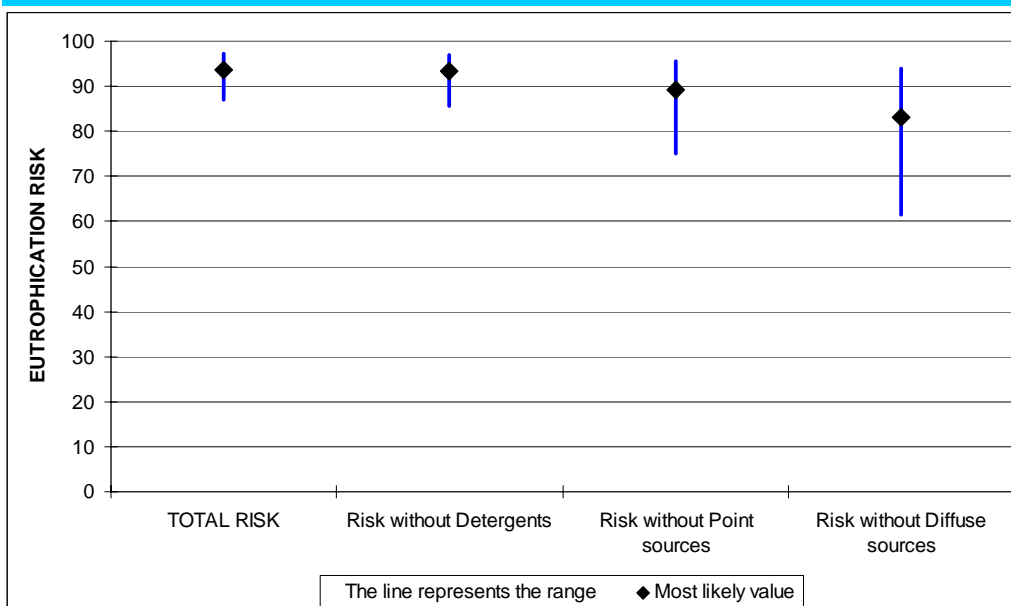 EUTROPHICATION RISK
100
90
80
70
60
50
40
30
20
10
0
TOTAL RISK
Risk without Detergents
Risk without Point
sources
Risk without Diffuse
sources
The line represents the range
Most likely value